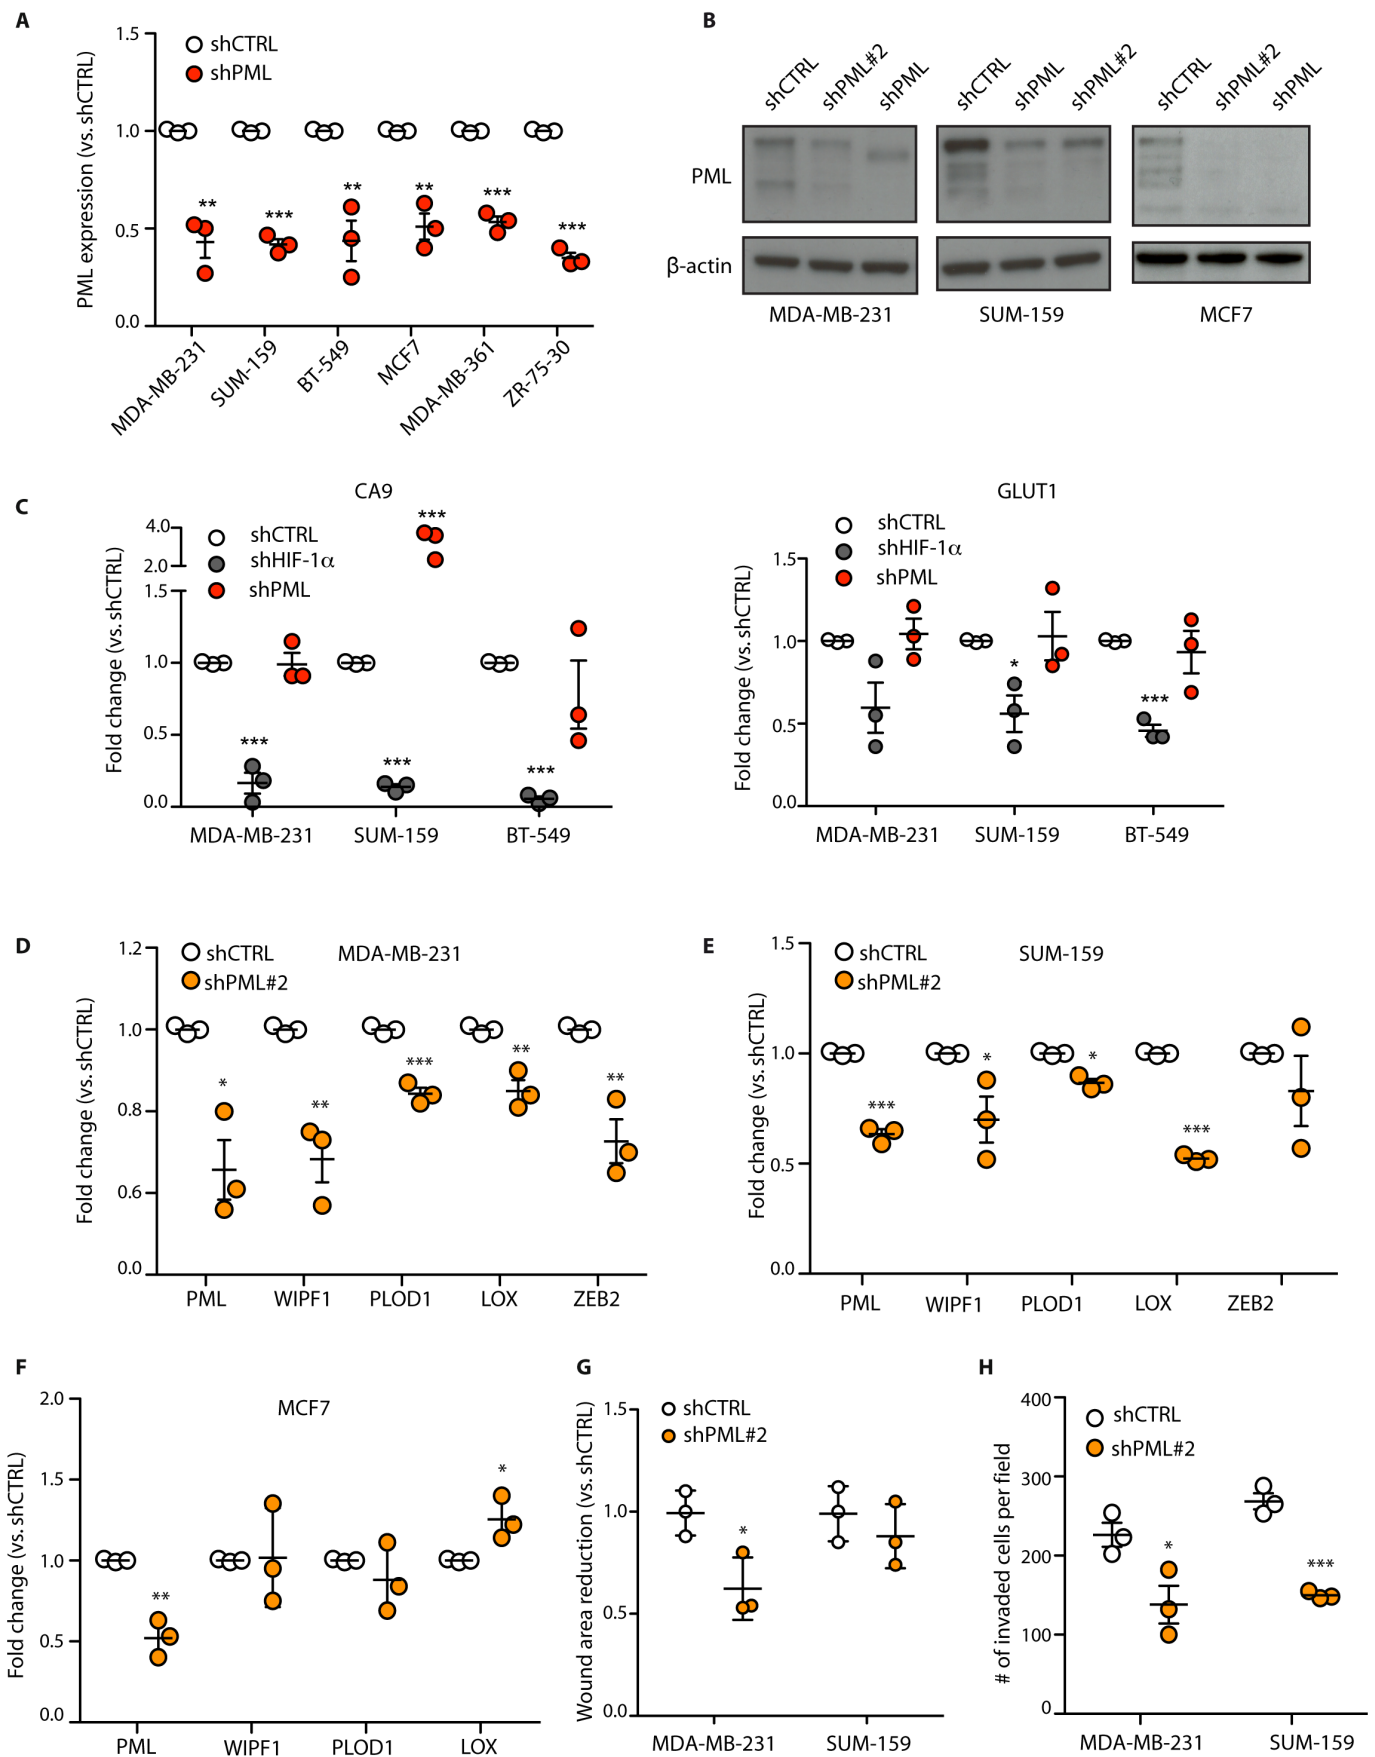 A
PML expression (vs. shCTRL)
1.5
1.0
0.5
0.0
shCTRL
shPML
**
***
**
**
***
***
MDA-MB-231
SUM-159
BT-549
MCF7
MDA-MB-361
ZR-75-30
B
shCTRL
shPML#2
shPML
shCTRL
shPML
shPML#2
shCTRL
shPML#2
shPML
PML
β-actin
MDA-MB-231
SUM-159
MCF7
C
CA9
Fold change (vs. shCTRL)
4.0
2.0
1.5
1.0
0.5
0.0
shCTRL
shHIF-1α
shPML
***
***
***
***
MDA-MB-231
SUM-159
BT-549
GLUT1
Fold change (vs. shCTRL)
1.5
1.0
0.5
0.0
shCTRL
shHIF-1α
shPML
*
***
MDA-MB-231
SUM-159
BT-549
D
MDA-MB-231
Fold change (vs. shCTRL)
1.2
1.0
0.8
0.6
0.0
shCTRL
shPML#2
*
**
***
**
**
PML
WIPF1
PLOD1
LOX
ZEB2
E
SUM-159
Fold change (vs. shCTRL)
1.5
1.0
0.5
0.0
shCTRL
shPML#2
***
*
*
***
PML
WIPF1
PLOD1
LOX
ZEB2
F
MCF7
Fold change (vs. shCTRL)
2.0
1.5
1.0
0.5
0.0
**
*
PML
WIPF1
PLOD1
LOX
G
Wound area reduction (vs. shCTRL)
1.5
1.0
0.5
0.0
shCTRL
shPML#2
*
MDA-MB-231
SUM-159
H
# of invaded cells per field
400
300
200
100
0
shCTRL
shPML#2
*
***
MDA-MB-231
SUM-159